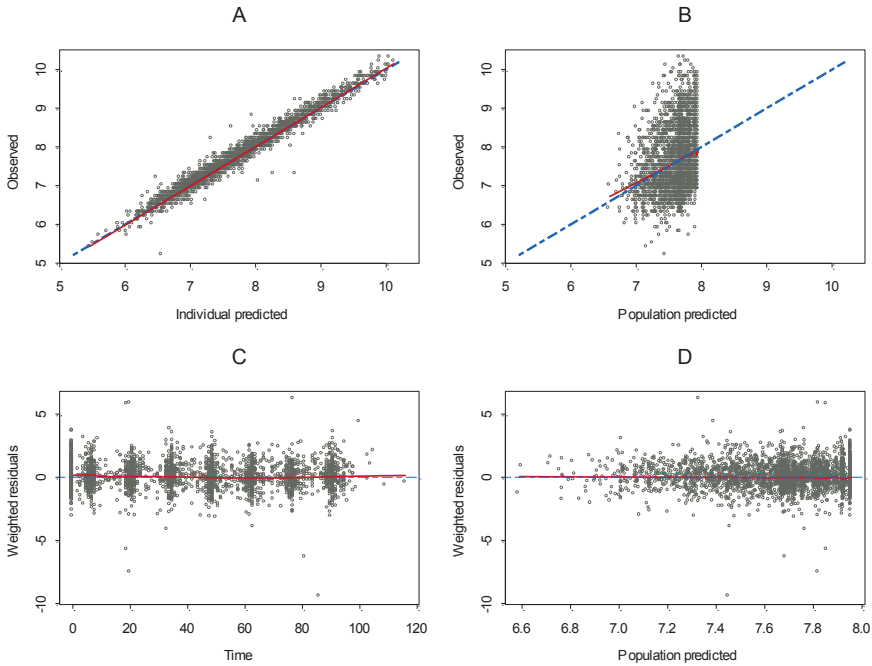 A
10
9
8
7
6
5
5 6 7 8 9 10
Observed
Individual predicted
B
10
9
8
7
6
5
5 6 7 8 9 10
Observed
Population predicted
C
5
0
-5
-10
0 20 40 60 80 100 120
Weighted residuals
Time
D
5
0
-5
-10
6.6 6.8 7.0 7.2 7.4 7.6 7.8 8.0
Weighted residuals
Population predicted